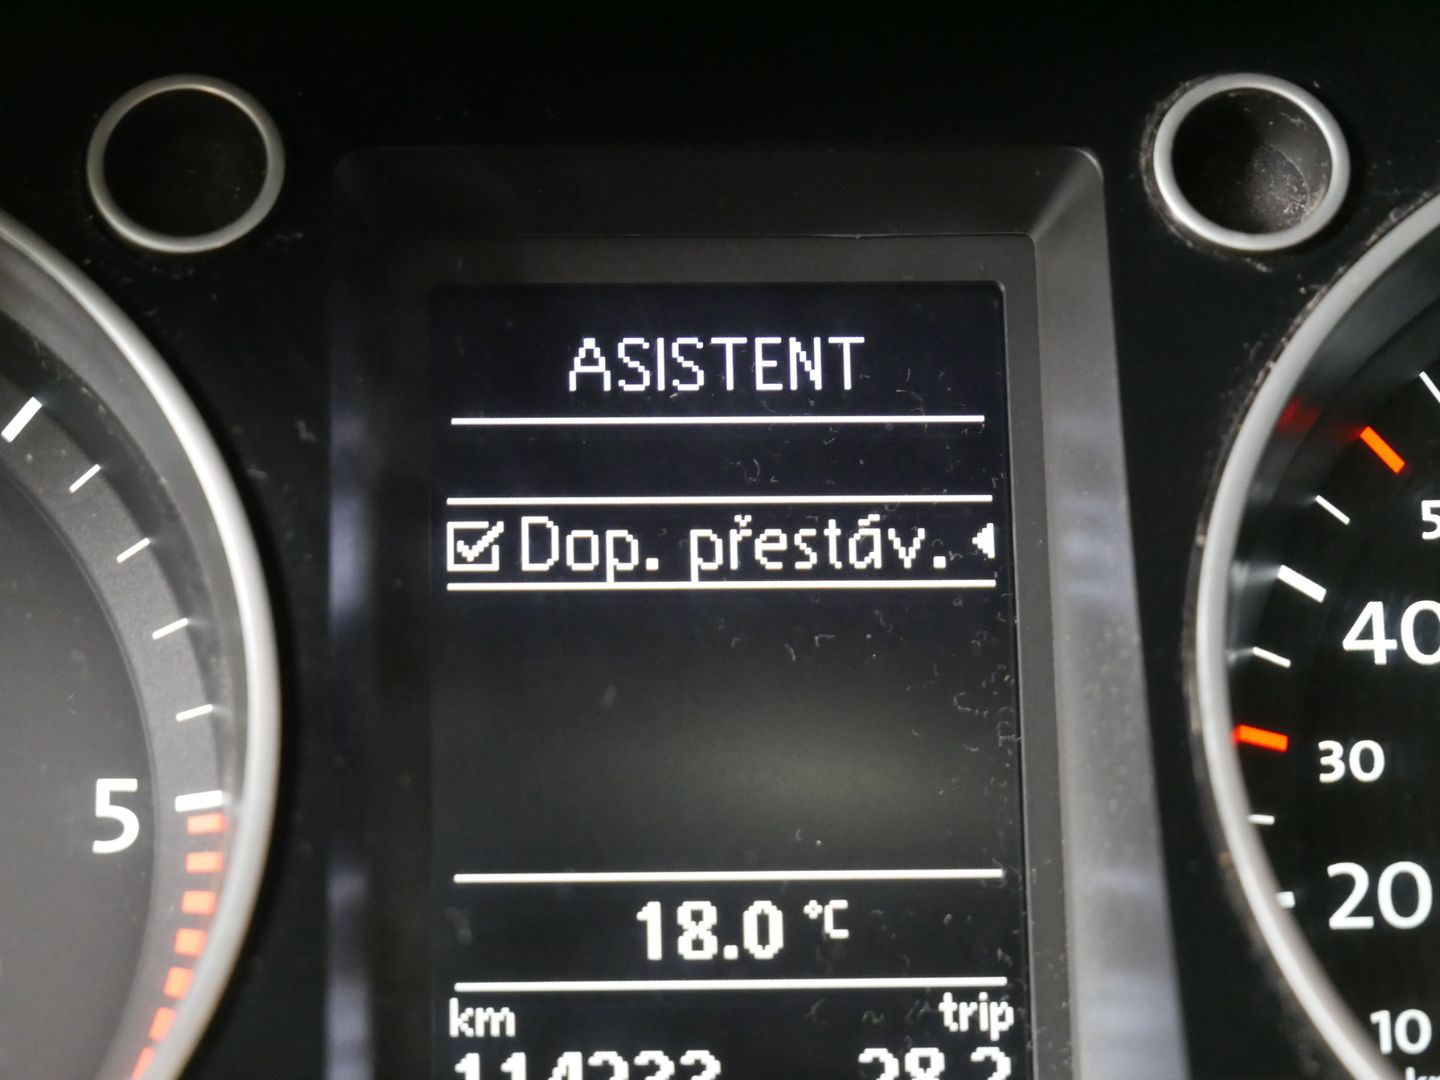 ASISTENT
Dop. přestáv.
18.0 °C
km trip
5
40
30
20
10